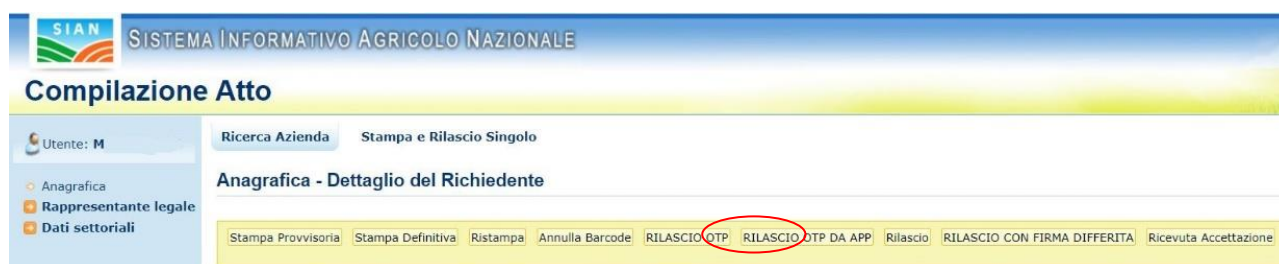 SIAN
SISTEMA INFORMATIVO AGRICOLO NAZIONALE
Compilazione Atto
Utente: M
Ricerca Azienda Stampa e Rilascio Singolo
Anagrafica - Dettaglio del Richiedente
Anagrafica
Rappresentante legale
Dati settoriali
Stampa Provvisoria Stampa Definitiva Ristampa Annulla Barcode RILASCIO OTP RILASCIO OTP DA APP Rilascio RILASCIO CON FIRMA DIFFERITA Ricevuta Accettazione